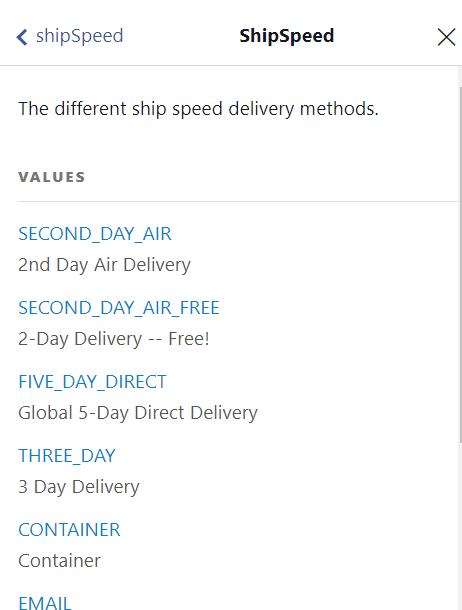 shipSpeed
ShipSpeed
The different ship speed delivery methods.
VALUES
SECOND_DAY_AIR
2nd Day Air Delivery
SECOND_DAY_AIR_FREE
2-Day Delivery -- Free!
FIVE_DAY_DIRECT
Global 5-Day Direct Delivery
THREE_DAY
3 Day Delivery
CONTAINER
Container
EMAIL